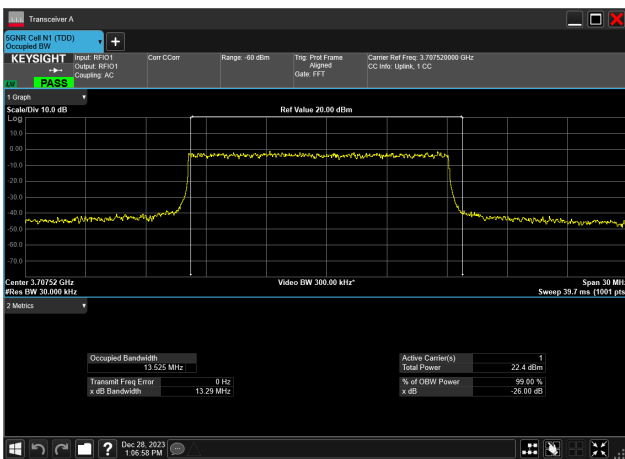 Transceiver A
5GNR Cell N1 (TDD)
Occupied BW
KEYSIGHT
PASS
Input: RFIO1
Output: RFIO1
Coupling: AC
Corr CCorr
Range: -60 dBm
Trig: Prot Frame
Aligned
Gate: FFT
Carrier Ref Freq: 3.707520000 GHz
CC Info: Uplink, 1 CC
1 Graph
Scale/Div 10.0 dB
Ref Value 20.00 dBm
Log
10.0
0.00
-10.0
-20.0
-30.0
-40.0
-50.0
-60.0
-70.0
Center 3.70752 GHz
#Res BW 30.000 kHz
Video BW 300.00 kHz*
Span 30 MHz
Sweep 39.7 ms (1001 pts
2 Metrics
Occupied Bandwidth
13.525 MHz
Transmit Freq Error 0 Hz
x dB Bandwidth 13.29 MHz
Active Carrier(s) 1
Total Power 22.4 dBm
% of OBW Power 99.00 %
x dB -26.00 dB
Dec 28, 2023
1:06:58 PM